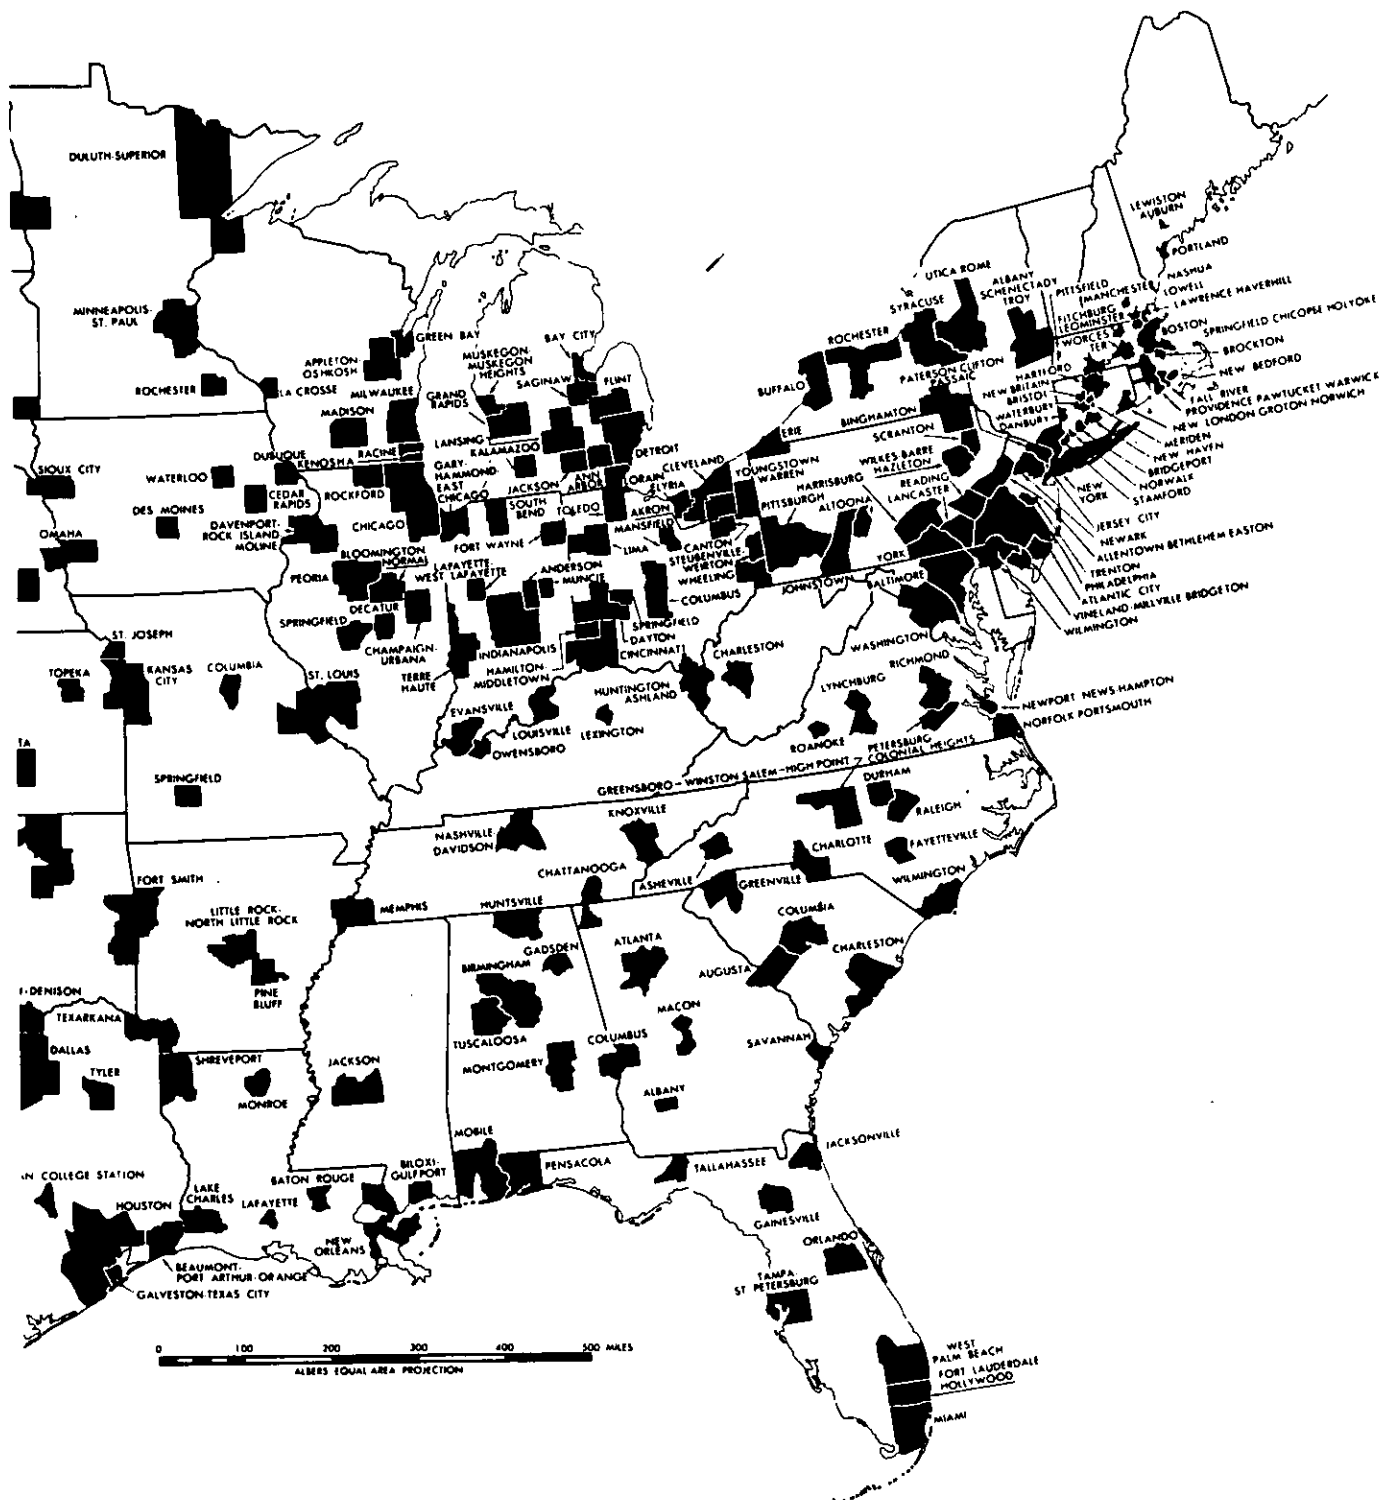 DULUTH-SUPERIOR
MINNEAPOLIS-
ST. PAUL
ROCHESTER
LA CROSSE
GREEN BAY
APPLETON
OSHKOSH
MILWAUKEE
MADISON
RACINE
KENOSHA
DUBUQUE
WATERLOO
CEDAR
RAPIDS
ROCKFORD
DES MOINES
SIOUX CITY
OMAHA
DAVENPORT-
ROCK ISLAND
MOLINE
CHICAGO
MUSKEGON-
MUSKEGON
HEIGHTS
BAY CITY
SAGINAW
FLINT
GRAND
RAPIDS
LANSING
KALAMAZOO
DETROIT
GARY-
HAMMOND-
EAST
CHICAGO
JACKSON
ANN
ARBOR
SOUTH
BEND
TOLEDO
LORAIN
ELYRIA
CLEVELAND
AKRON
YOUNGSTOWN
WARREN
MANSFIELD
FORT WAYNE
LIMA
CANTON
STEUBENVILLE-
WEIRTON
WHEELING
PITTSBURGH
ALTOONA
JOHNSTOWN
HARRISBURG
READING
LANCASTER
YORK
BLOOMINGTON
NORMAL
PEORIA
LAFAYETTE-
WEST LAFAYETTE
ANDERSON
MUNCIE
COLUMBUS
DECATUR
SPRINGFIELD
CHAMPAIGN-
URBANA
INDIANAPOLIS
TERRE
HAUTE
SPRINGFIELD
DAYTON
CINCINNATI
HAMILTON-
MIDDLETOWN
ST. JOSEPH
TOPEKA
KANSAS
CITY
COLUMBIA
ST. LOUIS
SPRINGFIELD
EVANSVILLE
OWENSBORO
LOUISVILLE
LEXINGTON
HUNTINGTON
ASHLAND
CHARLESTON
BUFFALO
ROCHESTER
SYRACUSE
UTICA ROME
ALBANY
SCHENECTADY
TROY
BINGHAMTON
ERIE
SCRANTON
WILKES-BARRE
HAZLETON
PATERSON CLIFTON
PASSAIC
LEWISTON
AUBURN
PORTLAND
NASHUA
PITTSFIELD
MANCHESTER
LOWELL
LAWRENCE HAVERHILL
FITCHBURG
LEOMINSTER
BOSTON
SPRINGFIELD CHICOPEE HOLYOKE
WORCES
TER
BROCKTON
HARTFORD
NEW BEDFORD
NEW BRITAIN
BRISTOL
FALL RIVER
PROVIDENCE PAWTUCKET WARWICK
WATERBURY
DANBURY
NEW LONDON GROTON NORWICH
MERIDEN
NEW HAVEN
BRIDGEPORT
NORWALK
STAMFORD
NEW
YORK
JERSEY CITY
NEWARK
ALLENTOWN BETHLEHEM EASTON
TRENTON
PHILADELPHIA
ATLANTIC CITY
VINELAND-MILLVILLE BRIDGETON
WILMINGTON
BALTIMORE
WASHINGTON
RICHMOND
LYNCHBURG
ROANOKE
PETERSBURG
COLONIAL HEIGHTS
NEWPORT NEWS-HAMPTON
NORFOLK PORTSMOUTH
GREENSBORO-WINSTON SALEM-HIGH POINT
DURHAM
RALEIGH
FAYETTEVILLE
CHARLOTTE
WILMINGTON
NASHVILLE
DAVIDSON
KNOXVILLE
CHATTANOOGA
ASHEVILLE
GREENVILLE
MEMPHIS
HUNTSVILLE
COLUMBIA
CHARLESTON
FORT SMITH
LITTLE ROCK-
NORTH LITTLE ROCK
PINE
BLUFF
GADSDEN
BIRMINGHAM
TUSCALOOSA
ATLANTA
AUGUSTA
MACON
SAVANNAH
MONTGOMERY
COLUMBUS
ALBANY
TA
-DENISON
TEXARKANA
DALLAS
TYLER
SHREVEPORT
MONROE
JACKSON
MOBILE
PENSACOLA
BILOXI-
GULFPORT
TALLAHASSEE
JACKSONVILLE
GAINESVILLE
ORLANDO
TAMPA
ST PETERSBURG
WEST
PALM BEACH
FORT LAUDERDALE
HOLLYWOOD
MIAMI
N COLLEGE STATION
HOUSTON
LAKE
CHARLES
LAFAYETTE
BATON ROUGE
NEW
ORLEANS
BEAUMONT-
PORT ARTHUR-ORANGE
GALVESTON-TEXAS CITY
0 100 200 300 400 500 MILES
ALBERS EQUAL AREA PROJECTION